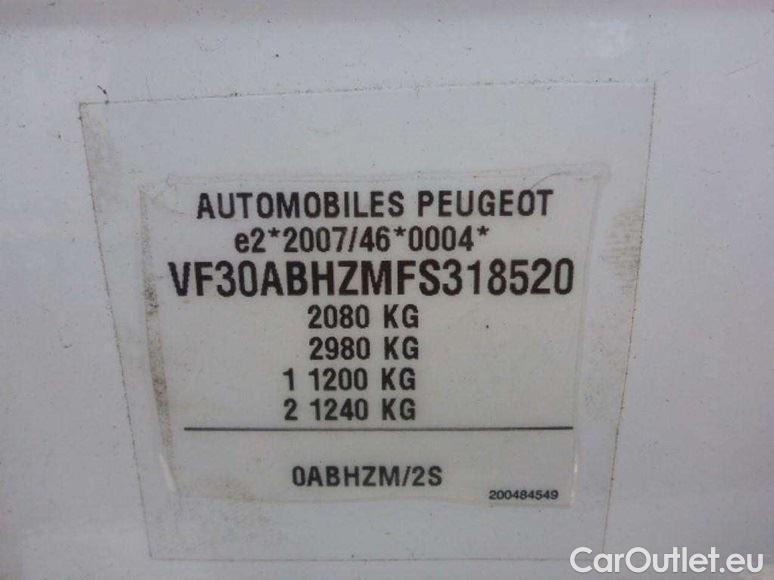 AUTOMOBILES PEUGEOT
e2*2007/46*0004*
VF30ABHZMFS318520
2080 KG
2980 KG
1 1200 KG
2 1240 KG
0ABHZM/2S
200484549
CarOutlet.eu